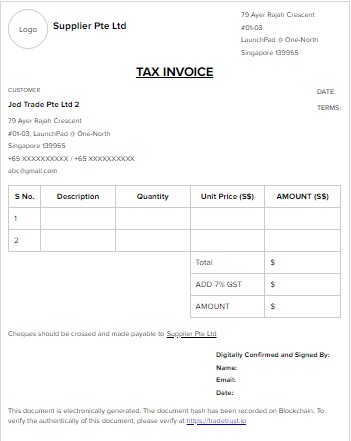 Logo
Supplier Pte Ltd
79 Ayer Rajah Crescent
#01-03
LaunchPad @ One-North
Singapore 139955
TAX INVOICE
CUSTOMER
Jed Trade Pte Ltd 2
79 Ayer Rajah Crescent
#01-03, LaunchPad @ One-North
Singapore 139955
+65 XXXXXXXXXX / +65 XXXXXXXXXX
abc@gmail.com
DATE:
TERMS:
S No. Description Quantity Unit Price (S$) AMOUNT (S$)
1
2
Total $
ADD 7% GST $
AMOUNT $
Cheques should be crossed and made payable to Supplier Pte Ltd
Digitally Confirmed and Signed By:
Name:
Email:
Date:
This document is electronically generated. The document hash has been recorded on Blockchain. To
verify the authentically of this document, please verify at https://tradetrust.io